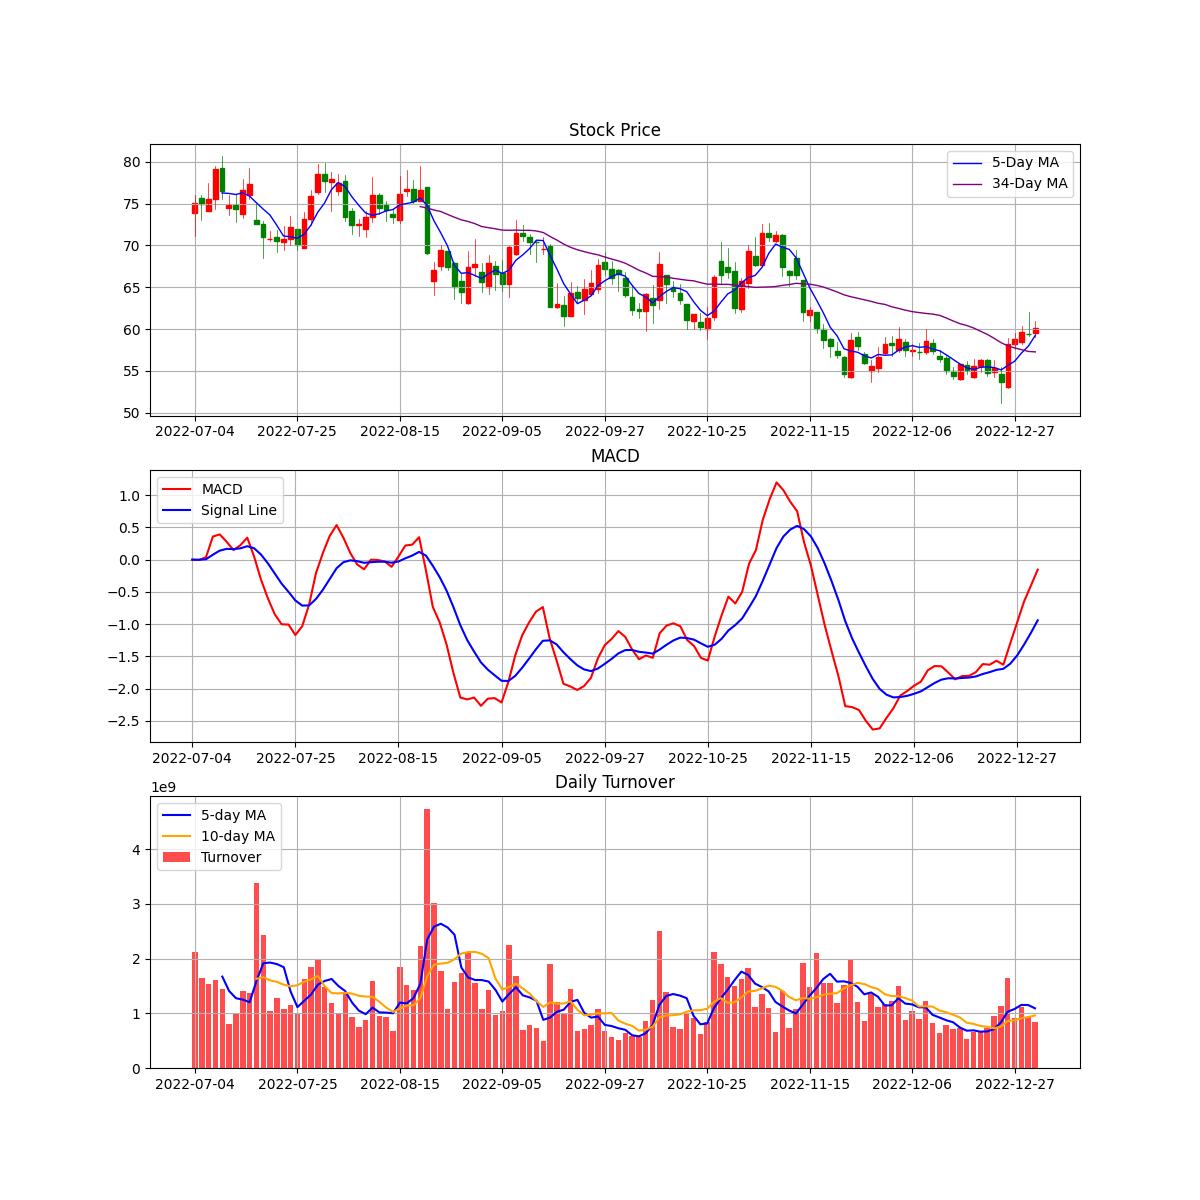 Stock Price
80
75
70
65
60
55
50
5-Day MA
34-Day MA
2022-07-04 2022-07-25 2022-08-15 2022-09-05 2022-09-27 2022-10-25 2022-11-15 2022-12-06 2022-12-27
MACD
1.0
0.5
0.0
−0.5
−1.0
−1.5
−2.0
−2.5
MACD
Signal Line
2022-07-04 2022-07-25 2022-08-15 2022-09-05 2022-09-27 2022-10-25 2022-11-15 2022-12-06 2022-12-27
Daily Turnover
1e9
4
3
2
1
0
5-day MA
10-day MA
Turnover
2022-07-04 2022-07-25 2022-08-15 2022-09-05 2022-09-27 2022-10-25 2022-11-15 2022-12-06 2022-12-27